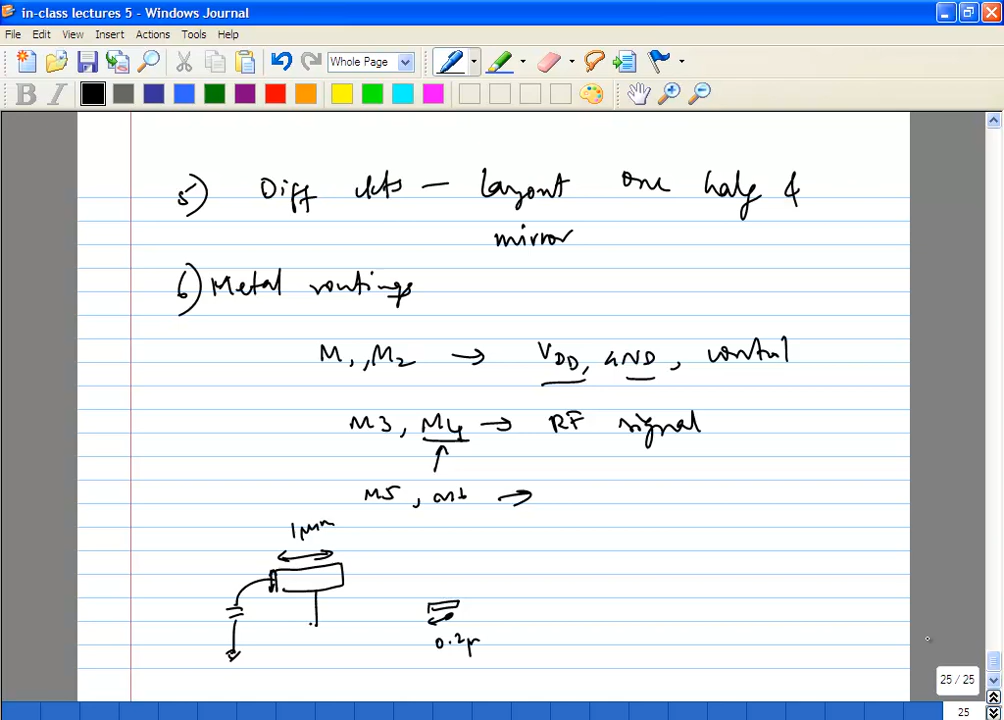 in-class lectures 5 - Windows Journal
File Edit View Insert Actions Tools Help
Whole Page
B I
5) Diff ckts — Layout one half &
mirror
6) Metal routings
M1, M2 → VDD, GND, control
M3, M4 → RF signal
M5, M6 →
1μm
0.2μ
25 / 25
25